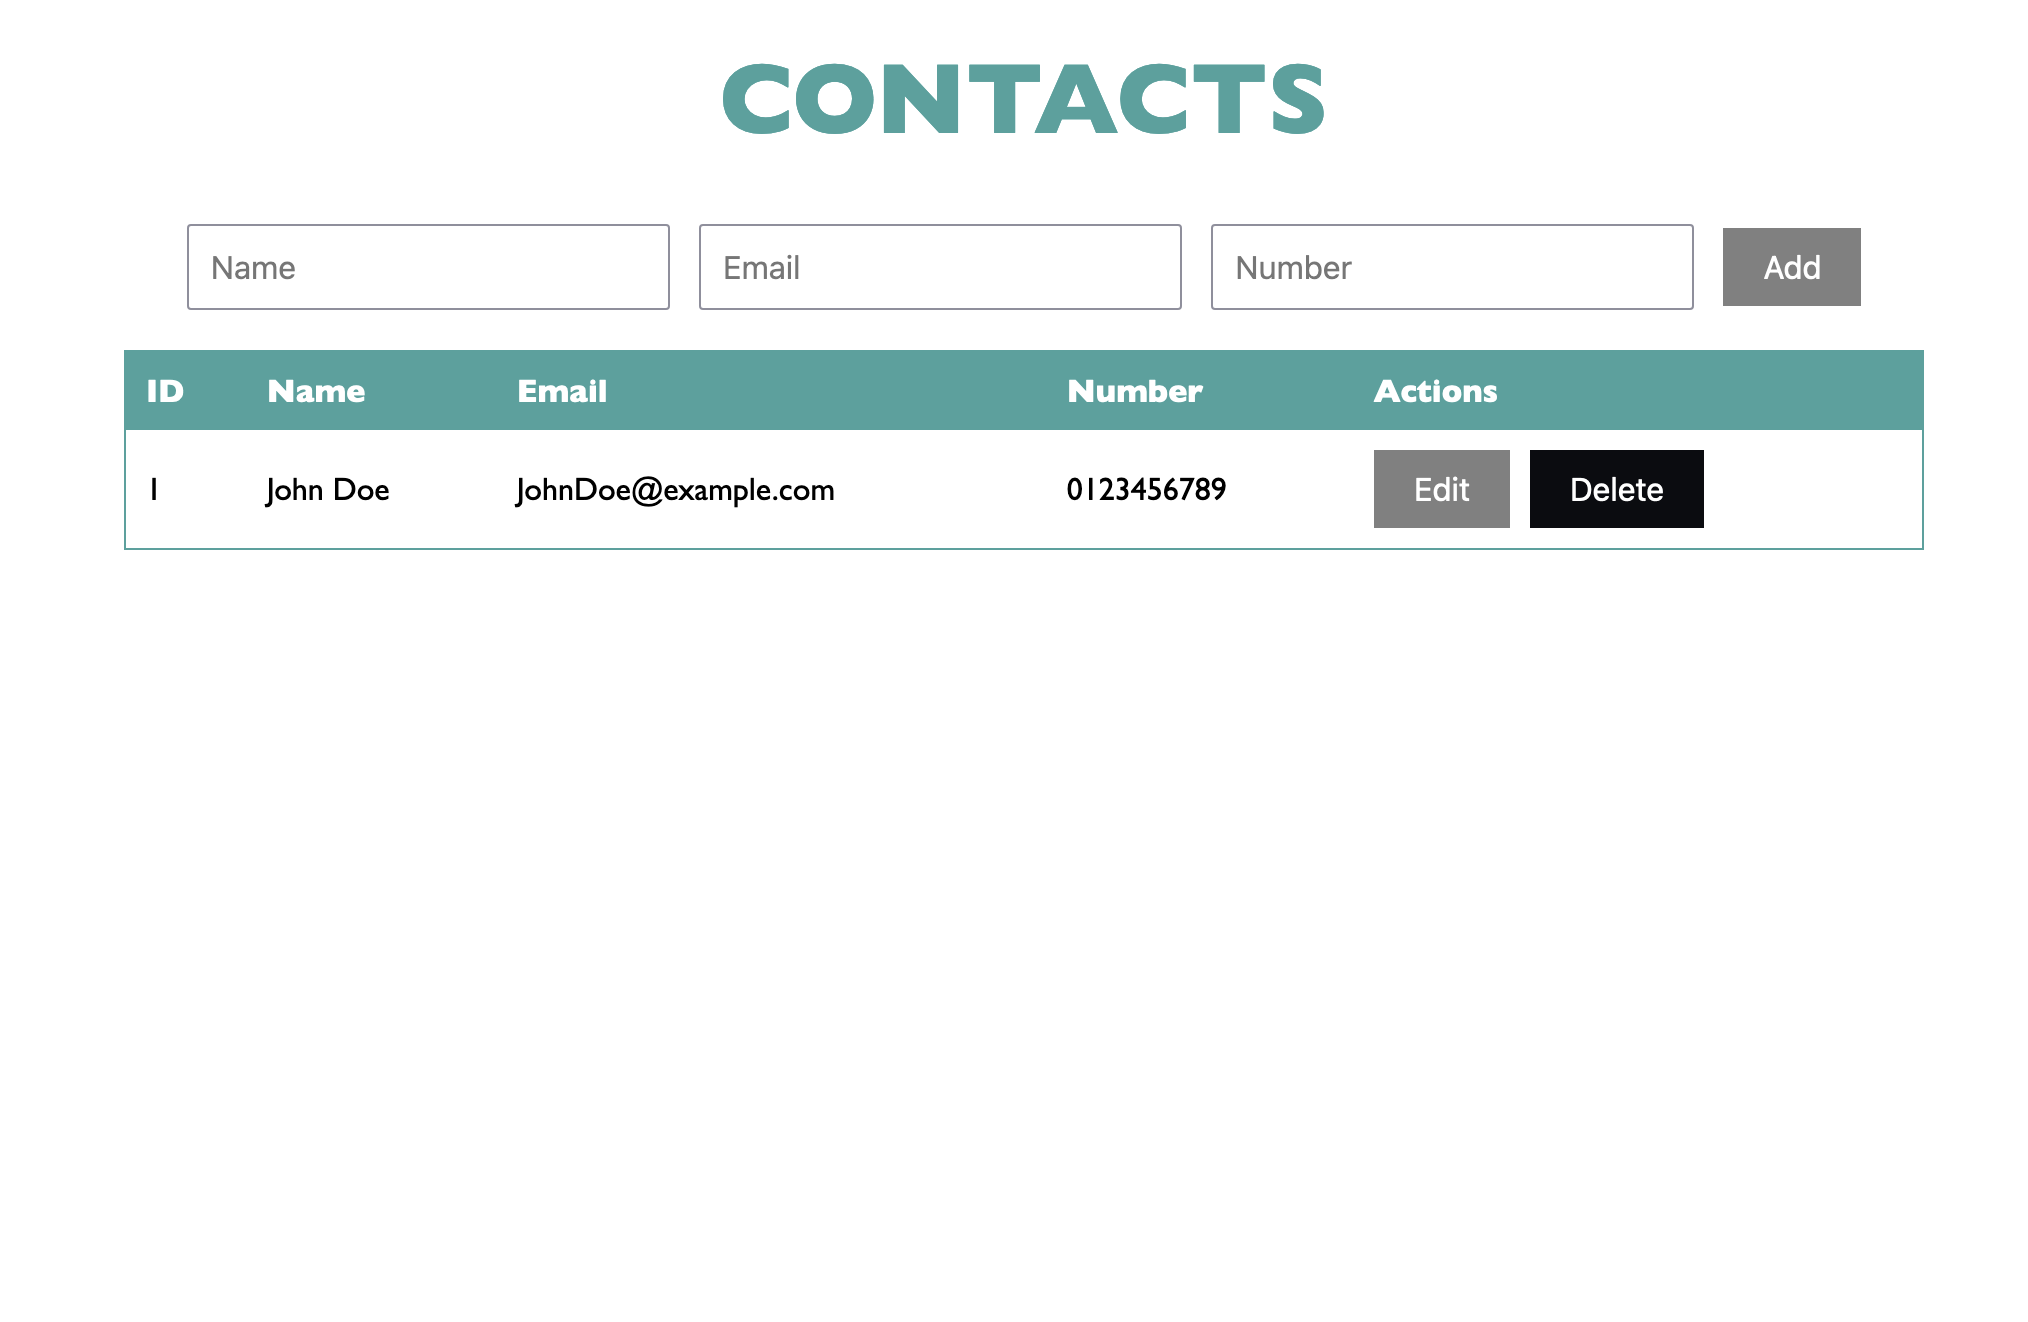 CONTACTS
Name Email Number Add
ID Name Email Number Actions
1 John Doe JohnDoe@example.com 0123456789 Edit Delete